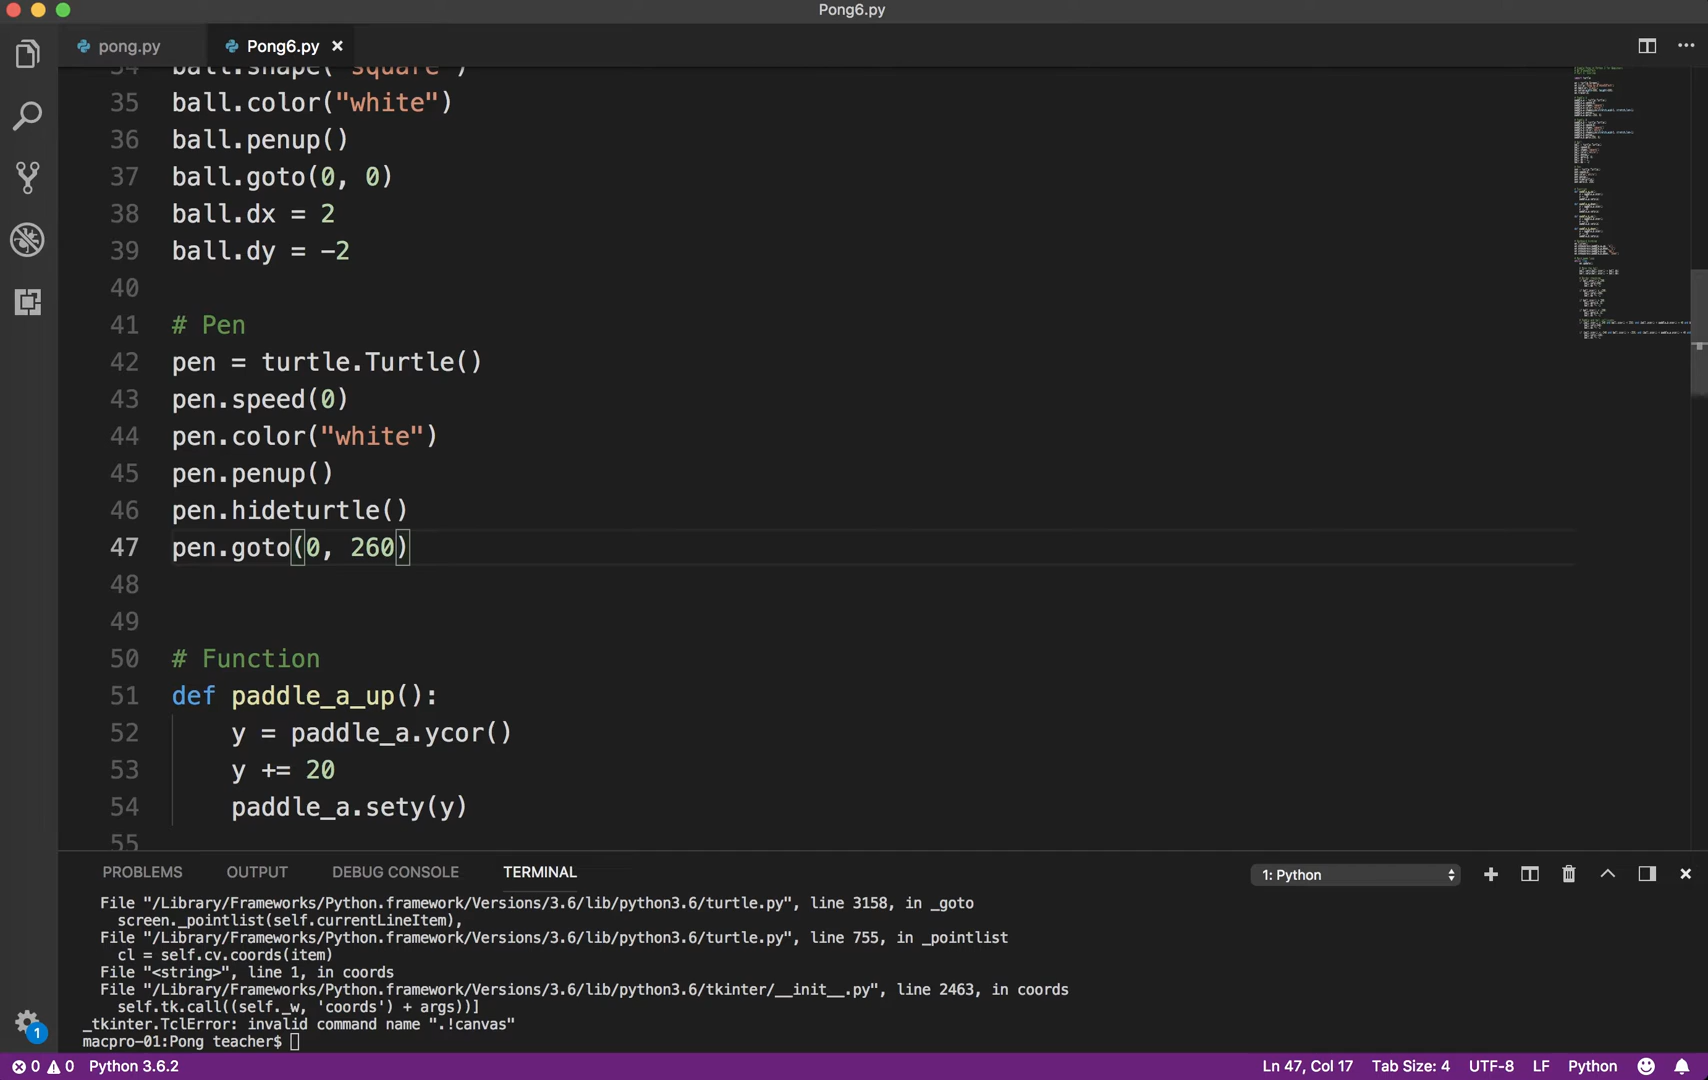 Pong6.py
pong.py
Pong6.py
ball.shape("square")
35 ball.color("white")
36 ball.penup()
37 ball.goto(0, 0)
38 ball.dx = 2
39 ball.dy = -2
40
41 # Pen
42 pen = turtle.Turtle()
43 pen.speed(0)
44 pen.color("white")
45 pen.penup()
46 pen.hideturtle()
47 pen.goto(0, 260)
48
49
50 # Function
51 def paddle_a_up():
52 y = paddle_a.ycor()
53 y += 20
54 paddle_a.sety(y)
55
PROBLEMS OUTPUT DEBUG CONSOLE TERMINAL 1: Python
File "/Library/Frameworks/Python.framework/Versions/3.6/lib/python3.6/turtle.py", line 3158, in _goto
screen._pointlist(self.currentLineItem),
File "/Library/Frameworks/Python.framework/Versions/3.6/lib/python3.6/turtle.py", line 755, in _pointlist
cl = self.cv.coords(item)
File "<string>", line 1, in coords
File "/Library/Frameworks/Python.framework/Versions/3.6/lib/python3.6/tkinter/__init__.py", line 2463, in coords
self.tk.call((self._w, 'coords') + args))]
_tkinter.TclError: invalid command name ".!canvas"
macpro-01:Pong teacher$
1
0 0 Python 3.6.2 Ln 47, Col 17 Tab Size: 4 UTF-8 LF Python